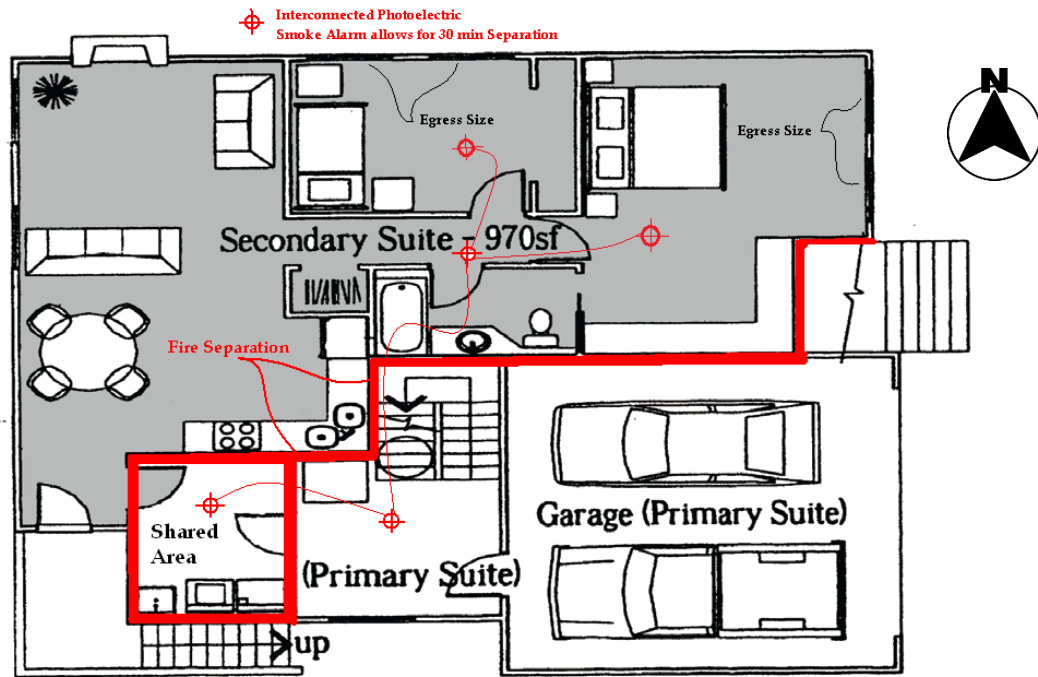 Interconnected Photoelectric
Smoke Alarm allows for 30 min Separation
N
Egress Size
Egress Size
Secondary Suite - 970sf
Fire Separation
Shared
Area
Garage (Primary Suite)
(Primary Suite)
up